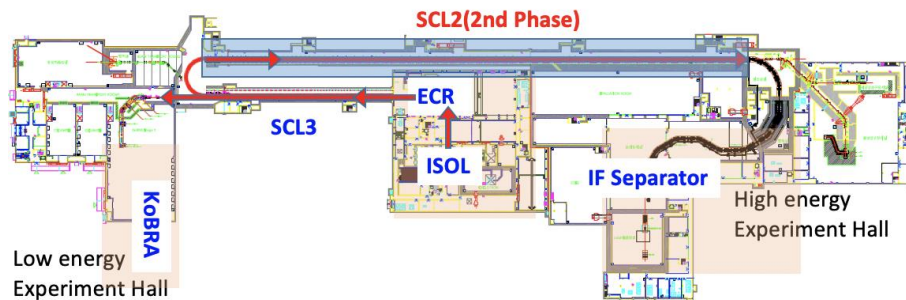 SCL2(2nd Phase)
ECR
SCL3
ISOL
IF Separator
KoBRA
High energy
Experiment Hall
Low energy
Experiment Hall